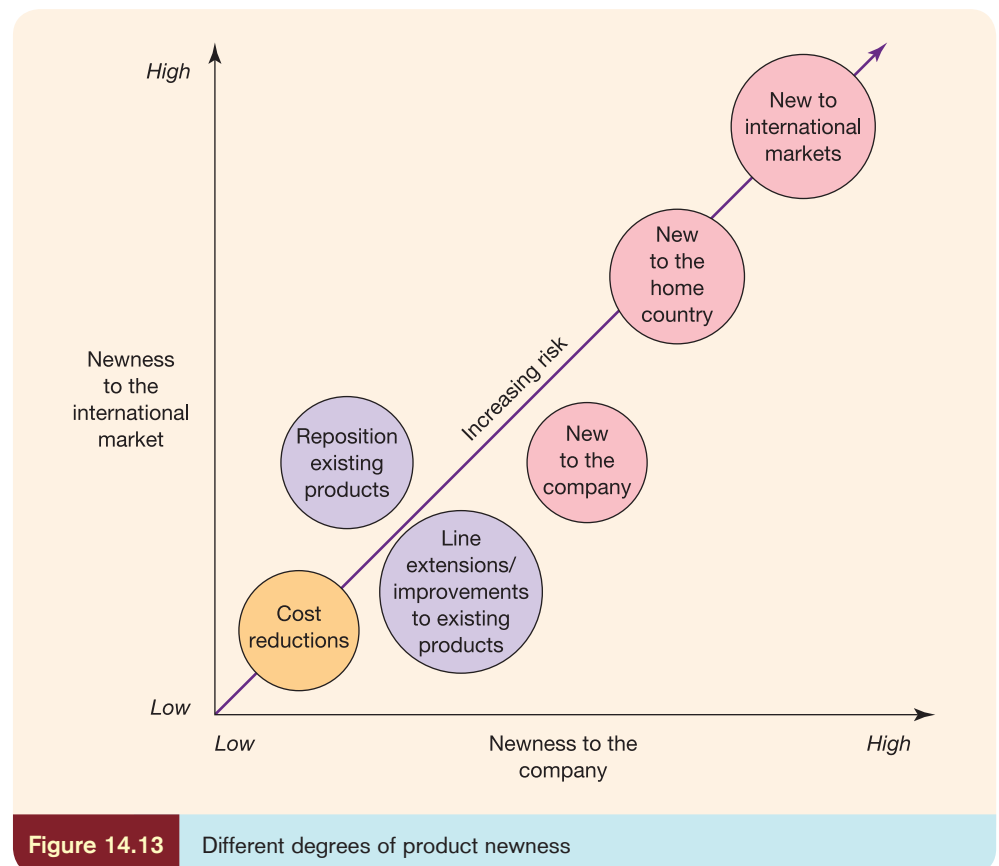 High
New to
international
markets
New
to the
home
country
Newness
to the
international
market
Increasing risk
Reposition
existing
products
New
to the
company
Line
extensions/
improvements
to existing
products
Cost
reductions
Low
Low
Newness to the
company
High
Figure 14.13
Different degrees of product newness